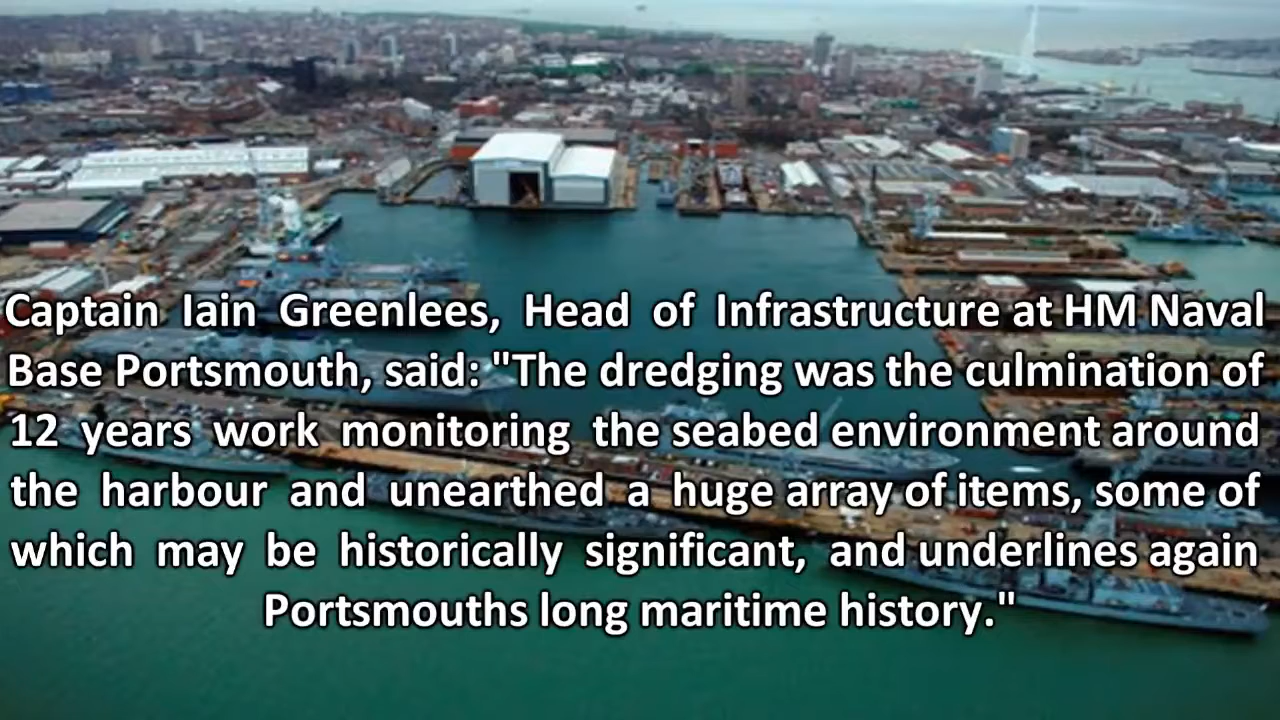 Captain Iain Greenlees, Head of Infrastructure at HM Naval
Base Portsmouth, said: "The dredging was the culmination of
12 years work monitoring the seabed environment around
the harbour and unearthed a huge array of items, some of
which may be historically significant, and underlines again
Portsmouths long maritime history."